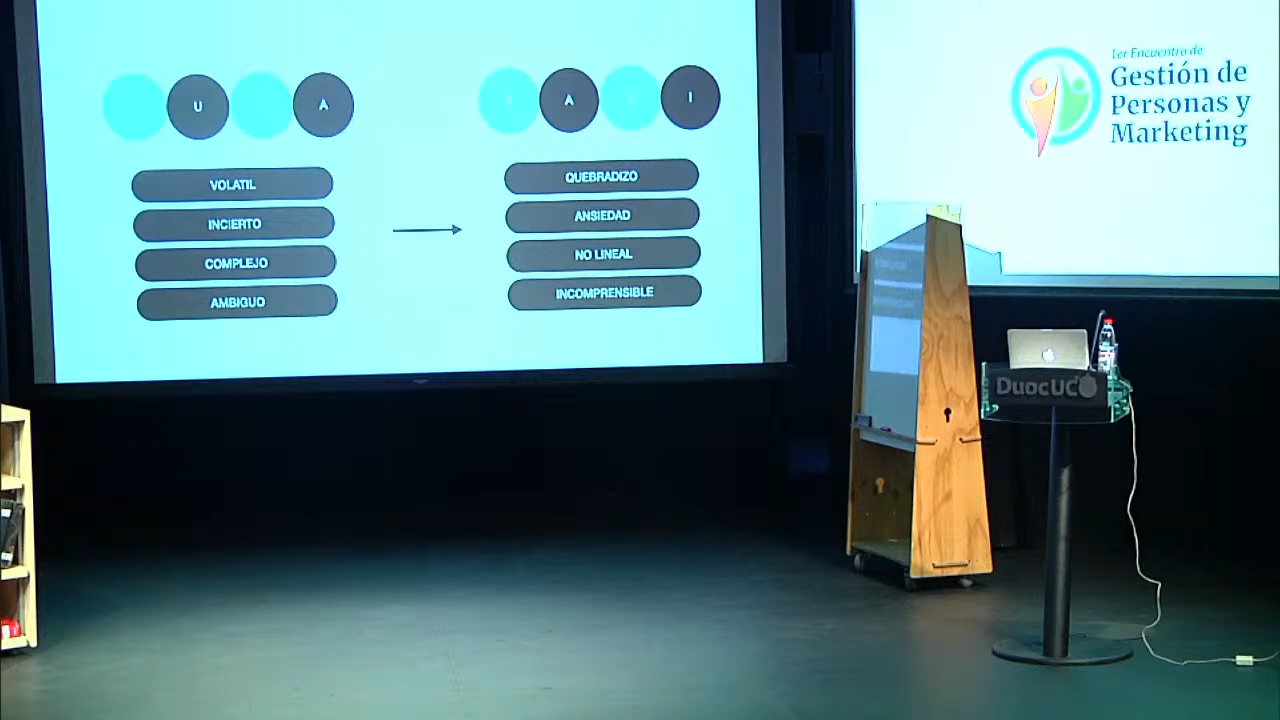 U A
A I
VOLATIL
INCIERTO
COMPLEJO
AMBIGUO
QUEBRADIZO
ANSIEDAD
NO LINEAL
INCOMPRENSIBLE
1er Encuentro de
Gestión de
Personas y
Marketing
DuocUC